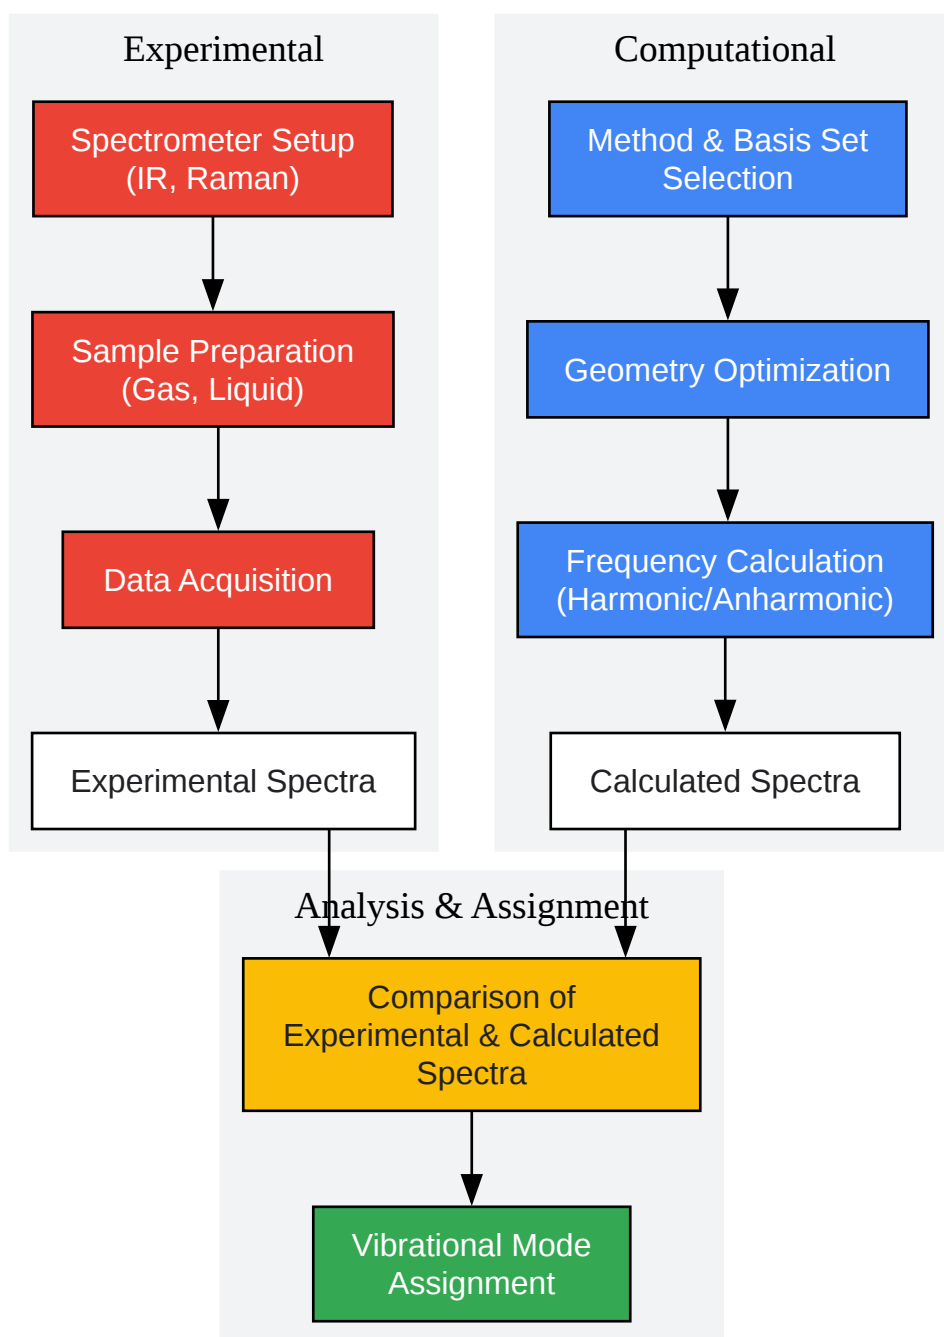 Experimental
Spectrometer Setup
(IR, Raman)
Sample Preparation
(Gas, Liquid)
Data Acquisition
Experimental Spectra
Computational
Method & Basis Set
Selection
Geometry Optimization
Frequency Calculation
(Harmonic/Anharmonic)
Calculated Spectra
Analysis & Assignment
Comparison of
Experimental & Calculated
Spectra
Vibrational Mode
Assignment